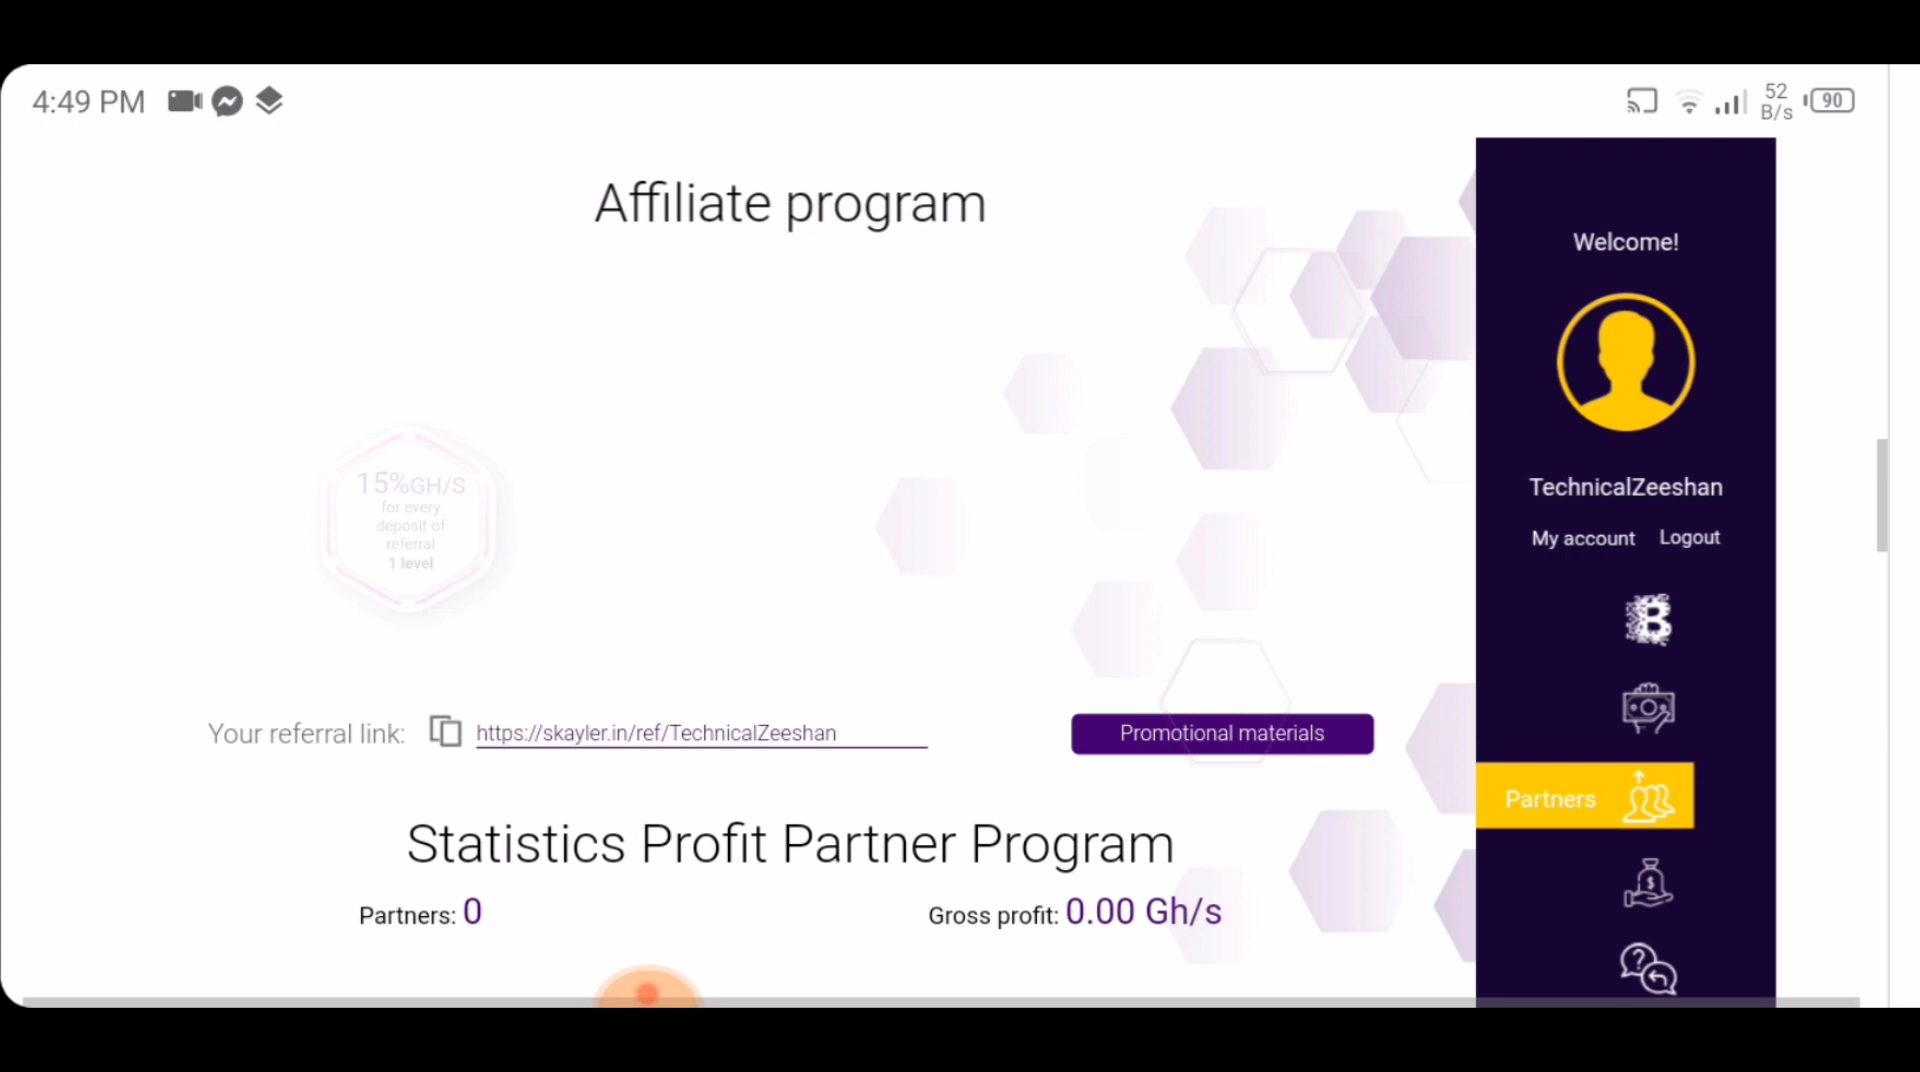 4:49 PM
52
B/s
90
Affiliate program
Welcome!
TechnicalZeeshan
My account Logout
15%GH/S
for every
deposit of
referral
1 level
Your referral link: https://skayler.in/ref/TechnicalZeeshan
Promotional materials
Partners
Statistics Profit Partner Program
Partners: 0
Gross profit: 0.00 Gh/s